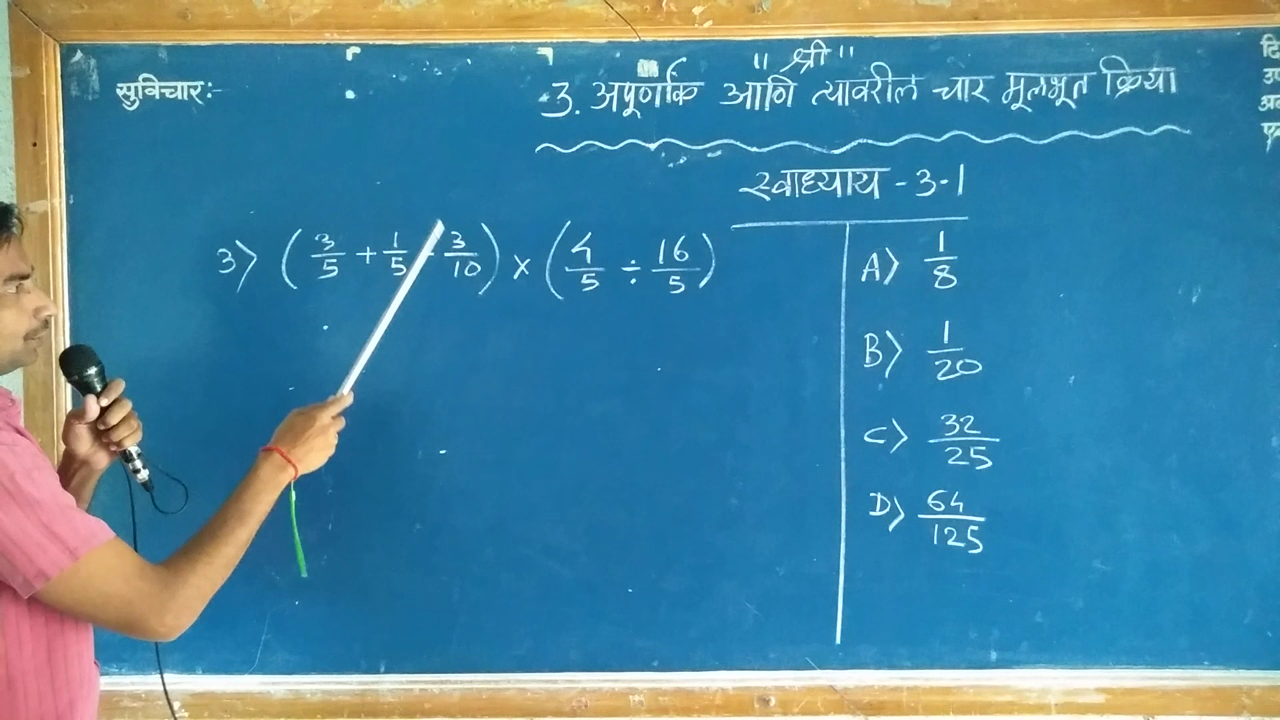 सुविचार:-
" श्री "
3. अपूर्णांक आणि त्यावरील चार मूलभूत क्रिया
स्वाध्याय - 3.1
3) (3/5 + 1/5 - 3/10) × (4/5 ÷ 16/5)
A) 1/8
B) 1/20
C) 32/25
D) 64/125